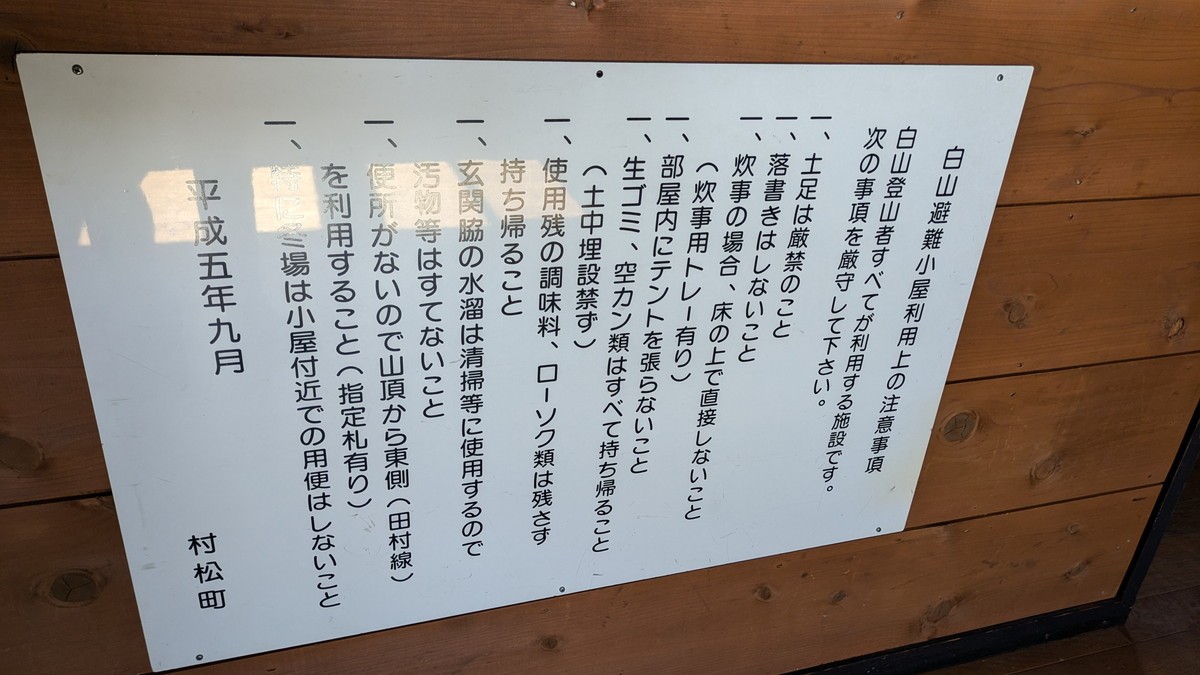 白山避難小屋利用上の注意事項
白山登山者すべてが利用する施設です。
次の事項を厳守して下さい。
一、土足は厳禁のこと
一、落書きはしないこと
一、炊事の場合、床の上で直接しないこと
（炊事用トレー有り）
一、部屋内にテントを張らないこと
一、生ゴミ、空カン類はすべて持ち帰ること
（土中埋設禁ず）
一、使用残の調味料、ローソク類は残さず
持ち帰ること
一、玄関脇の水溜は清掃等に使用するので
汚物等はすてないこと
一、便所がないので山頂から東側（田村線）
を利用すること（指定札有り）
一、特に冬場は小屋付近での用便はしないこと
平成五年九月
村松町